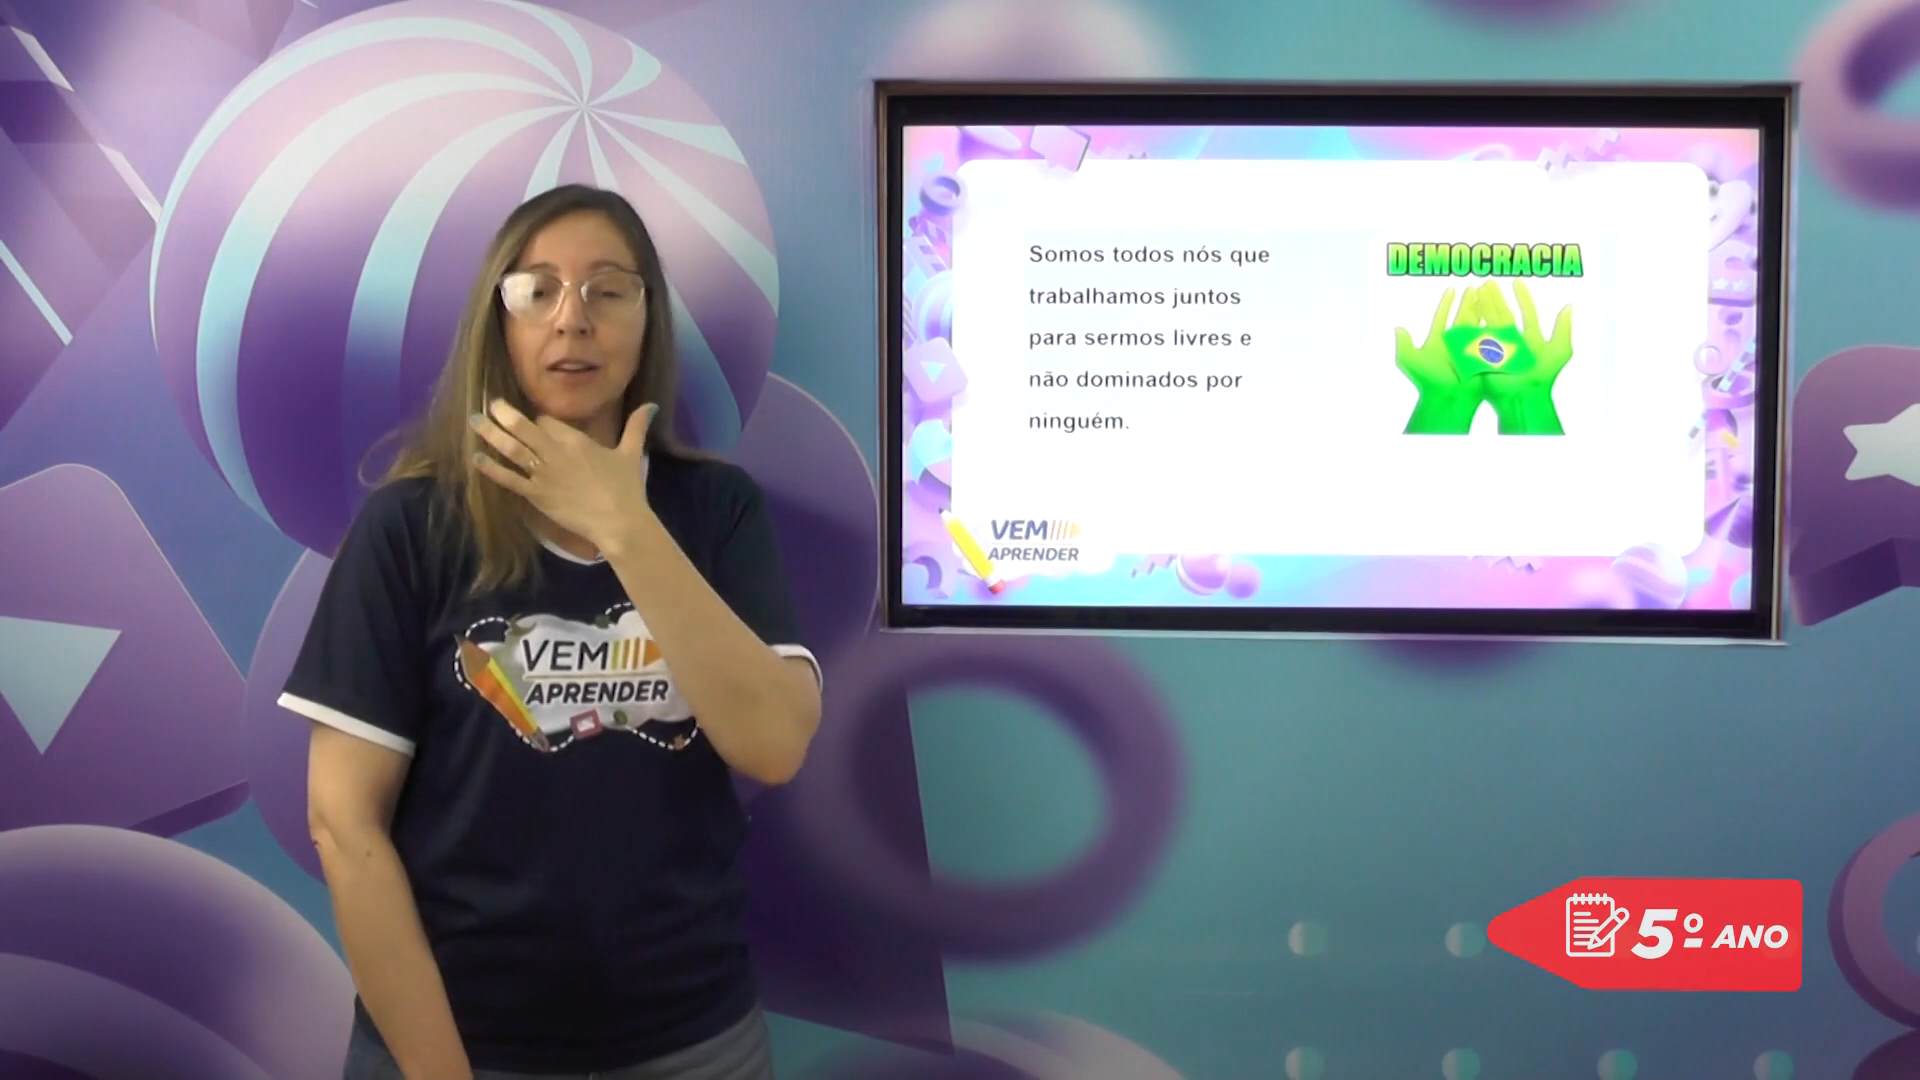 DEMOCRACIA
Somos todos nós que
trabalhamos juntos
para sermos livres e
não dominados por
ninguém.
VEM
APRENDER
VEM
APRENDER
5º ANO